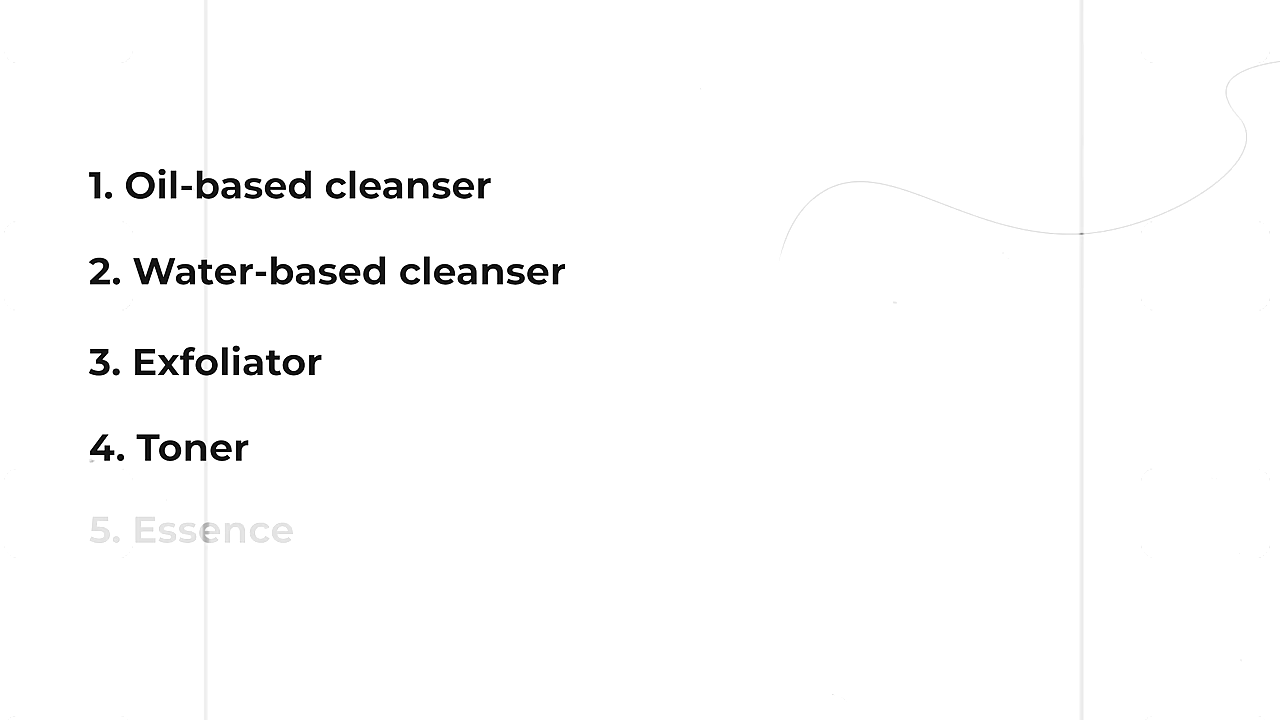 1. Oil-based cleanser
2. Water-based cleanser
3. Exfoliator
4. Toner
5. Essence